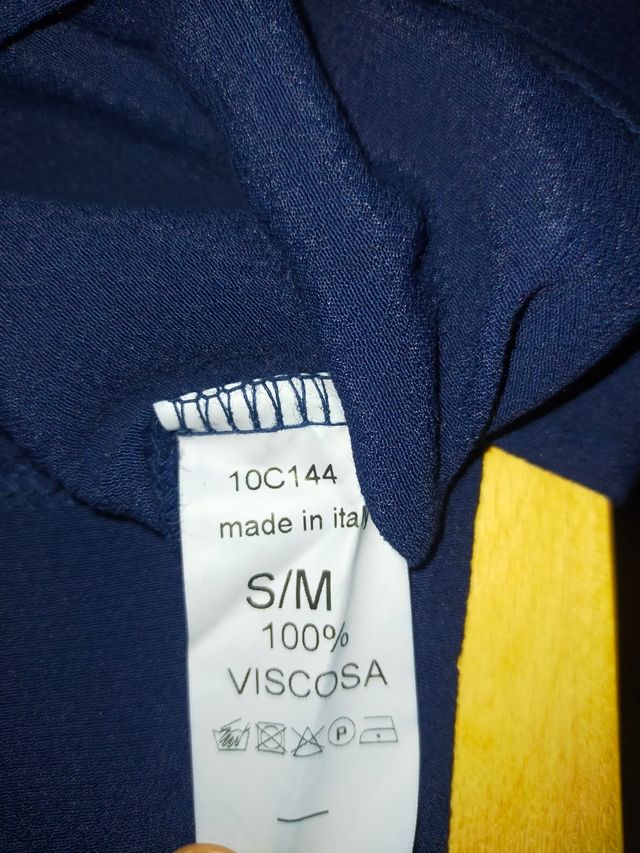 10C144
made in ital
S/M
100%
VISCOSA
P